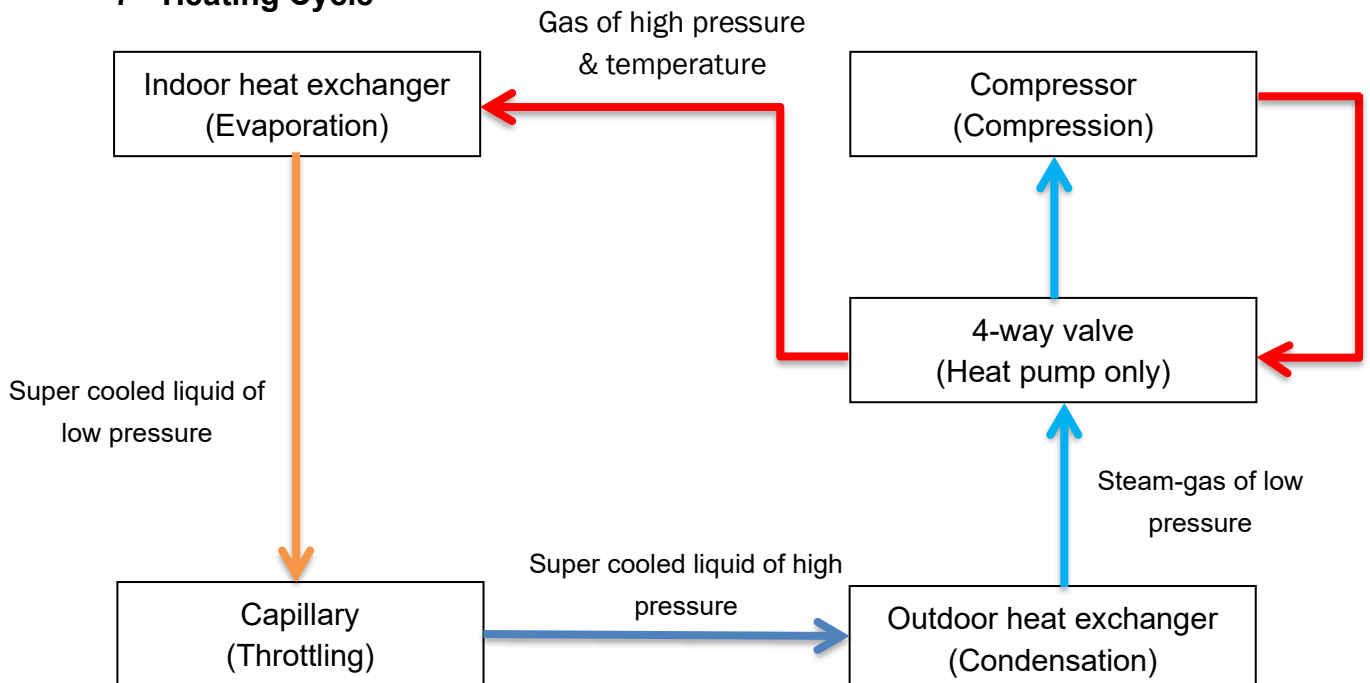 Heating Cycle
Gas of high pressure
& temperature
Indoor heat exchanger
(Evaporation)
Compressor
(Compression)
4-way valve
(Heat pump only)
Super cooled liquid of
low pressure
Steam-gas of low
pressure
Super cooled liquid of high
pressure
Capillary
(Throttling)
Outdoor heat exchanger
(Condensation)